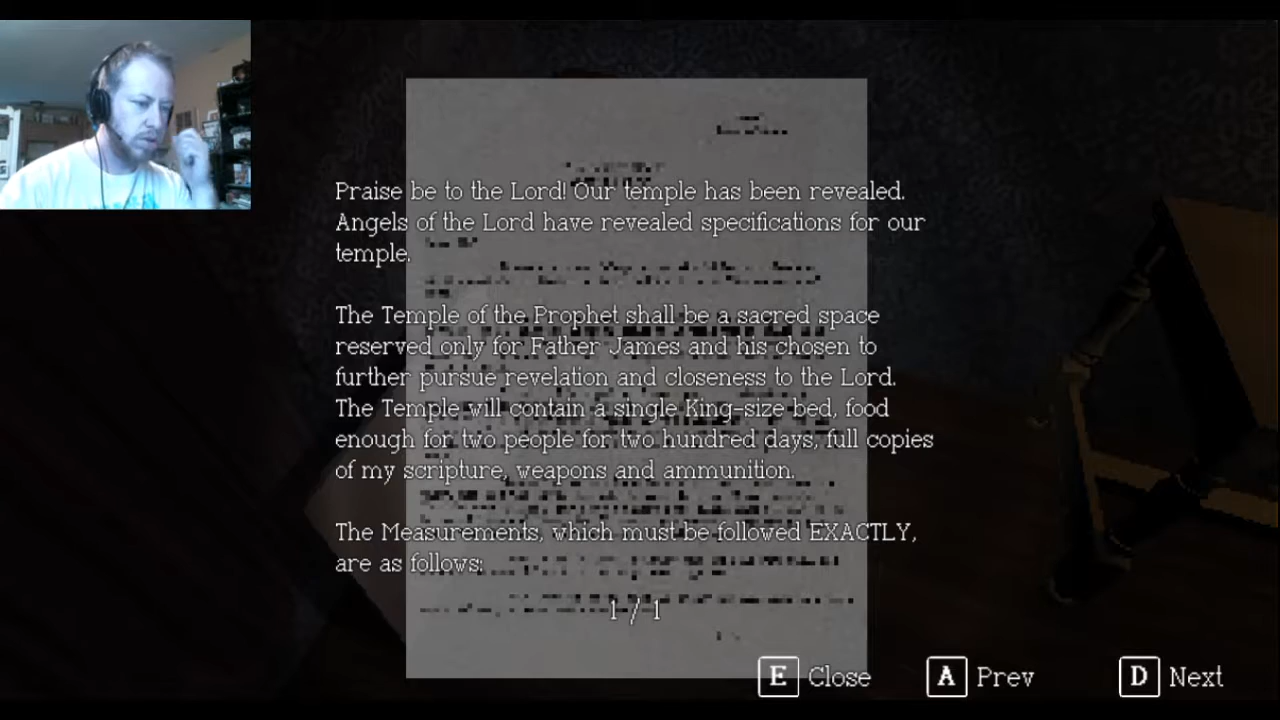 Praise be to the Lord! Our temple has been revealed.
Angels of the Lord have revealed specifications for our
temple.
The Temple of the Prophet shall be a sacred space
reserved only for Father James and his chosen to
further pursue revelation and closeness to the Lord.
The Temple will contain a single King-size bed, food
enough for two people for two hundred days, full copies
of my scripture, weapons and ammunition.
The Measurements, which must be followed EXACTLY,
are as follows:
1 / 1
E Close A Prev D Next